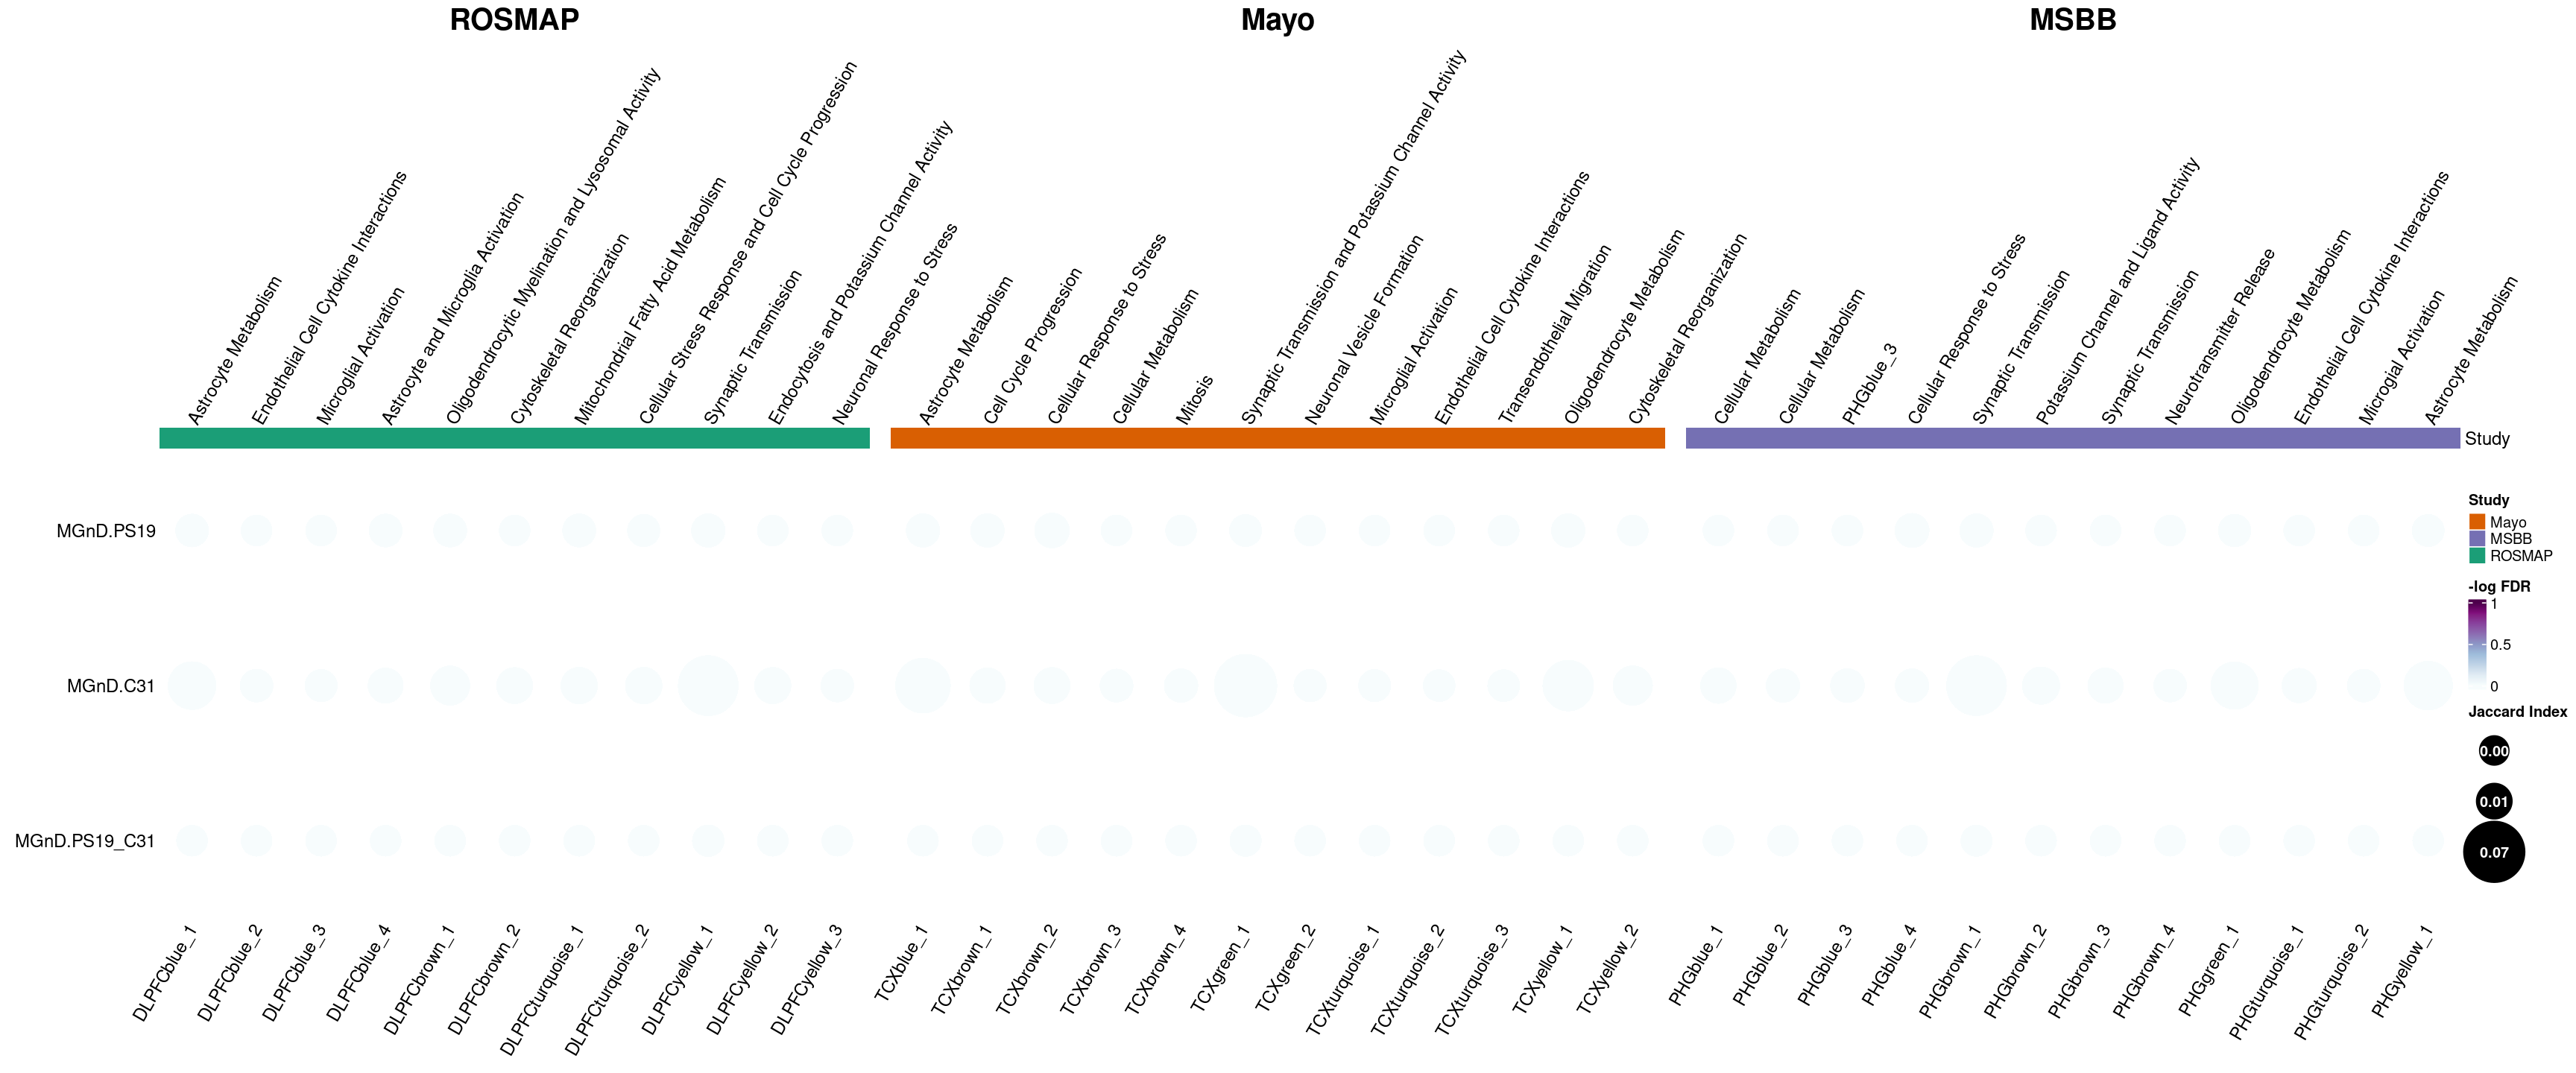 ROSMAP
Mayo
MSBB
Astrocyte Metabolism
Endothelial Cell Cytokine Interactions
Microglial Activation
Astrocyte and Microglia Activation
Oligodendrocytic Myelination and Lysosomal Activity
Cytoskeletal Reorganization
Mitochondrial Fatty Acid Metabolism
Cellular Stress Response and Cell Cycle Progression
Synaptic Transmission
Endocytosis and Potassium Channel Activity
Neuronal Response to Stress
Astrocyte Metabolism
Cell Cycle Progression
Cellular Response to Stress
Cellular Metabolism
Mitosis
Synaptic Transmission and Potassium Channel Activity
Neuronal Vesicle Formation
Microglial Activation
Endothelial Cell Cytokine Interactions
Transendothelial Migration
Oligodendrocyte Metabolism
Cytoskeletal Reorganization
Cellular Metabolism
Cellular Metabolism
PHGblue_3
Cellular Response to Stress
Synaptic Transmission
Potassium Channel and Ligand Activity
Synaptic Transmission
Neurotransmitter Release
Oligodendrocyte Metabolism
Endothelial Cell Cytokine Interactions
Microgial Activation
Astrocyte Metabolism
Study
MGnD.PS19
MGnD.C31
MGnD.PS19_C31
Study
Mayo
MSBB
ROSMAP
-log FDR
1
0.5
0
Jaccard Index
0.00
0.01
0.07
DLPFCblue_1
DLPFCblue_2
DLPFCblue_3
DLPFCblue_4
DLPFCbrown_1
DLPFCbrown_2
DLPFCturquoise_1
DLPFCturquoise_2
DLPFCyellow_1
DLPFCyellow_2
DLPFCyellow_3
TCXblue_1
TCXbrown_1
TCXbrown_2
TCXbrown_3
TCXbrown_4
TCXgreen_1
TCXgreen_2
TCXturquoise_1
TCXturquoise_2
TCXturquoise_3
TCXyellow_1
TCXyellow_2
PHGblue_1
PHGblue_2
PHGblue_3
PHGblue_4
PHGbrown_1
PHGbrown_2
PHGbrown_3
PHGbrown_4
PHGgreen_1
PHGturquoise_1
PHGturquoise_2
PHGyellow_1